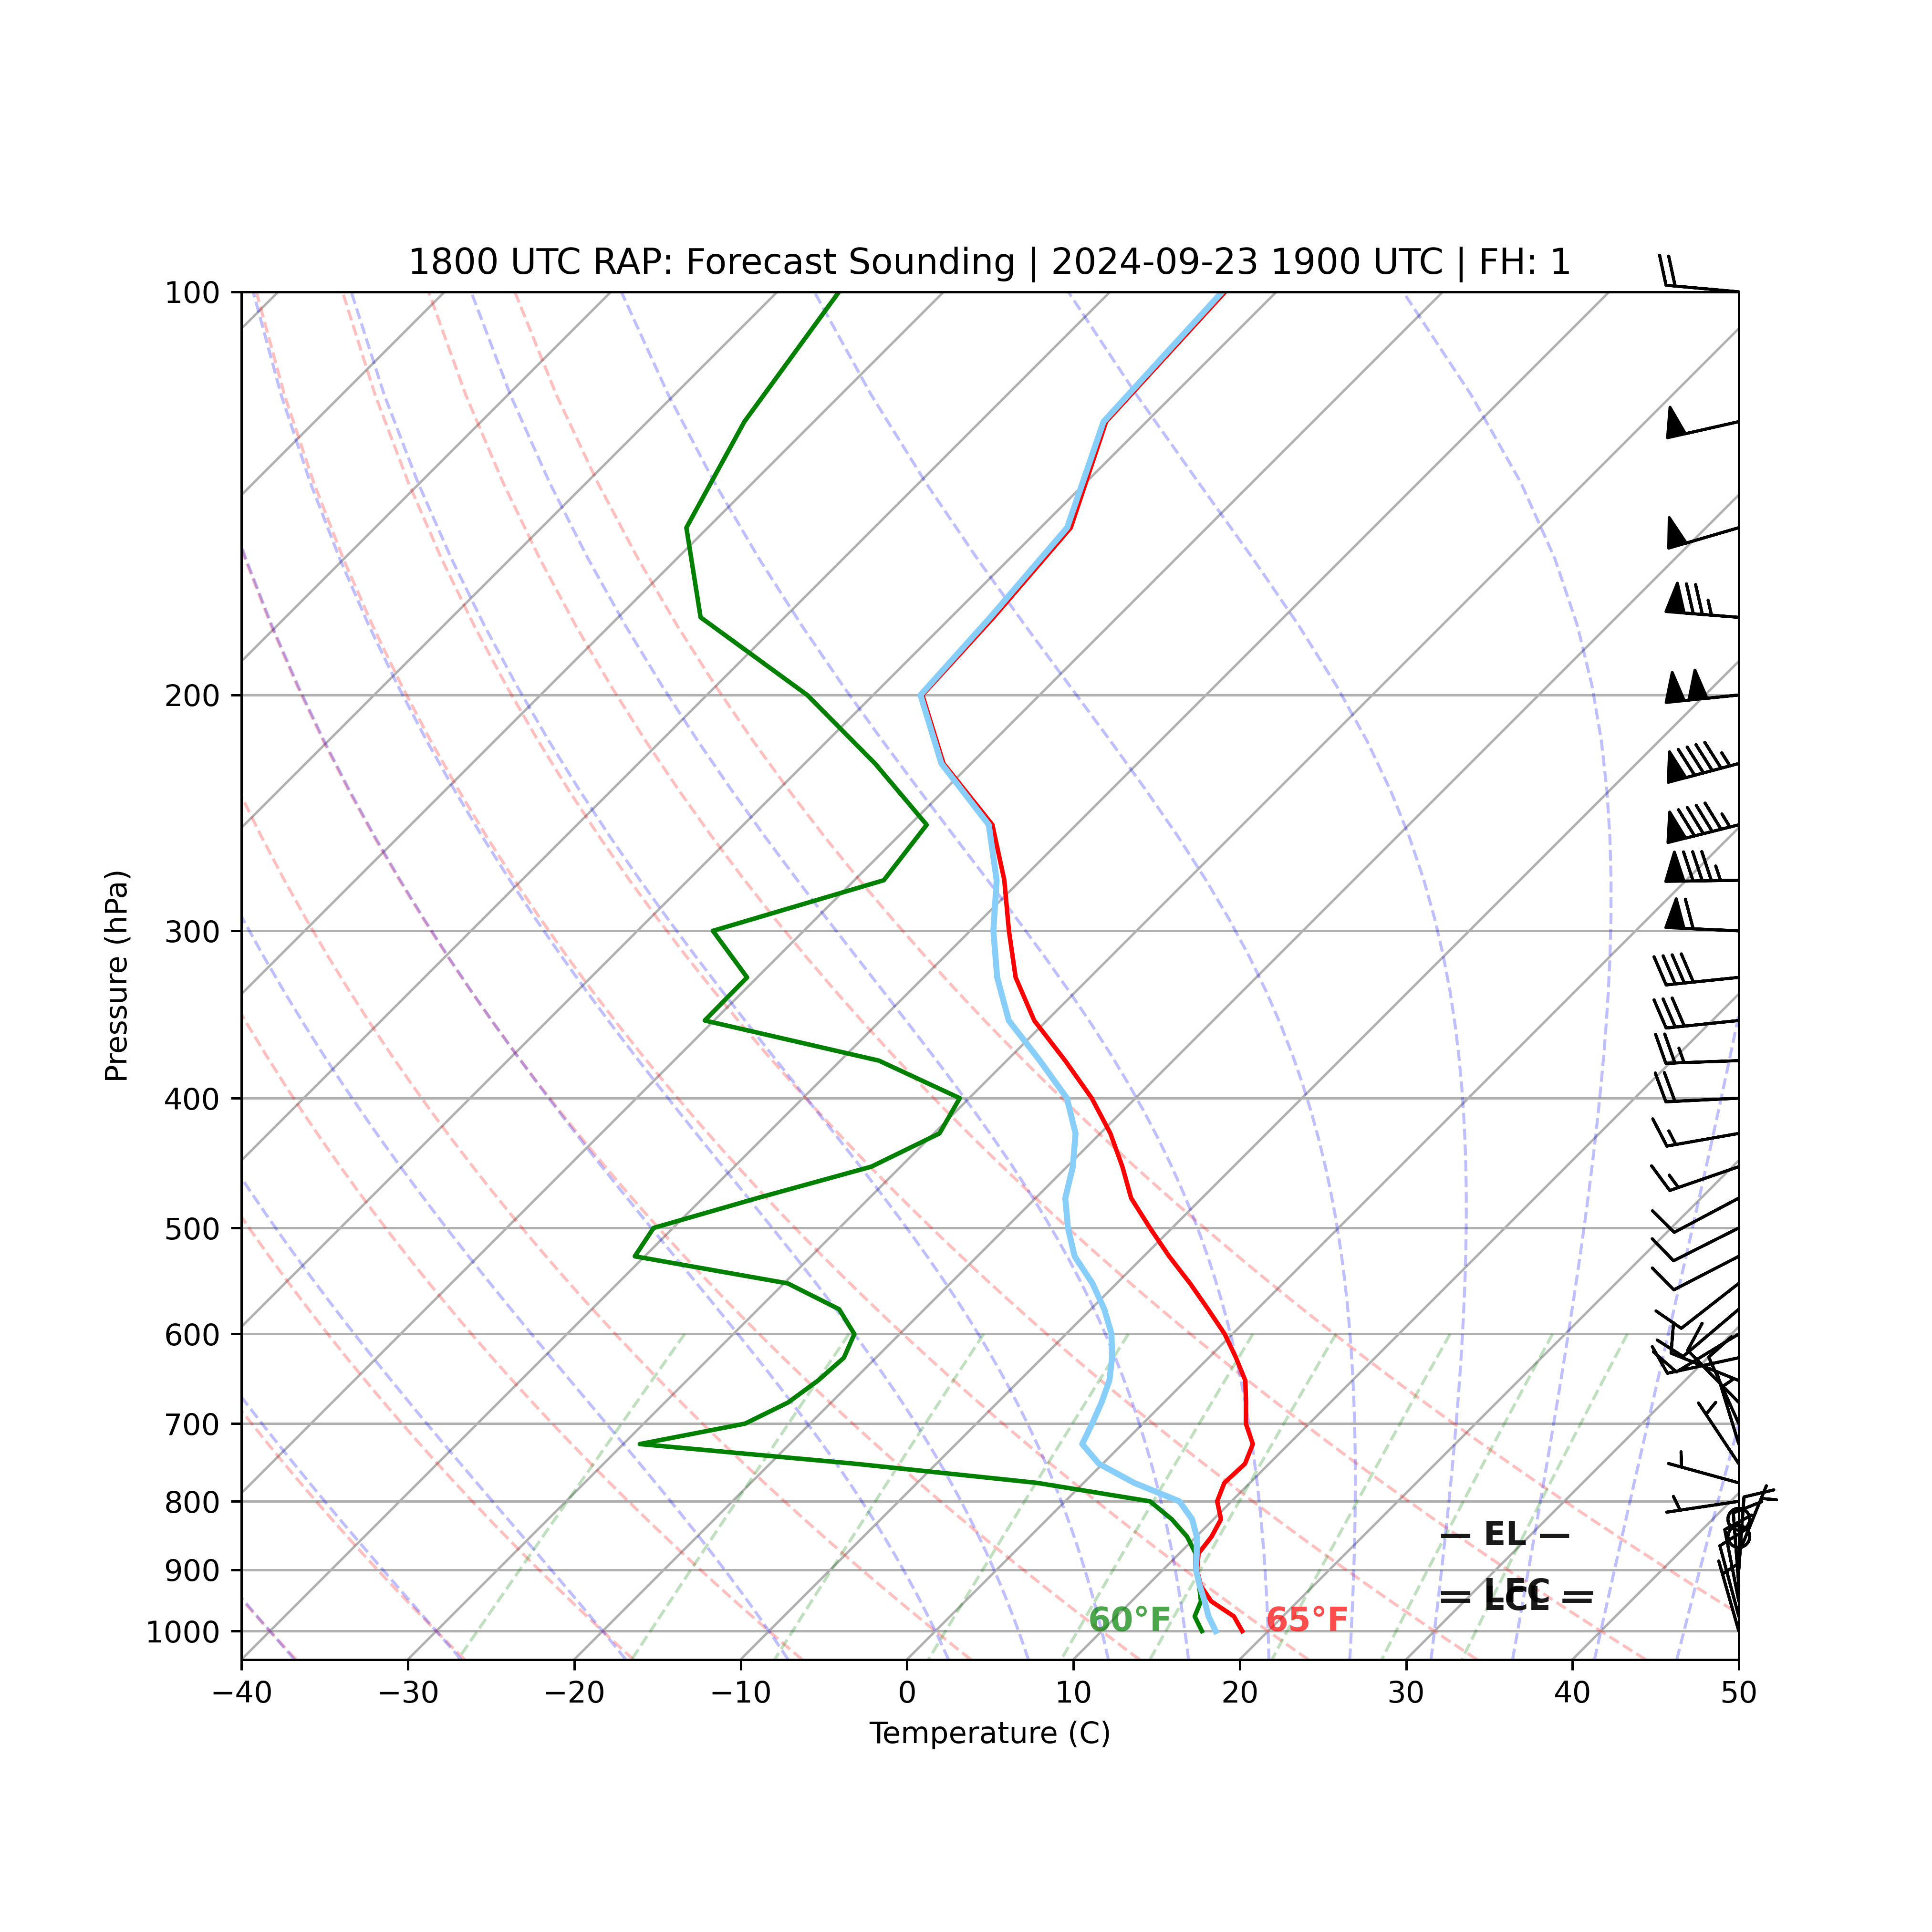 1800 UTC RAP: Forecast Sounding | 2024-09-23 1900 UTC | FH: 1
100
200
300
400
500
600
700
800
900
1000
Pressure (hPa)
— EL —
— LCL —
60°F
65°F
−40
−30
−20
−10
0
10
20
30
40
50
Temperature (C)